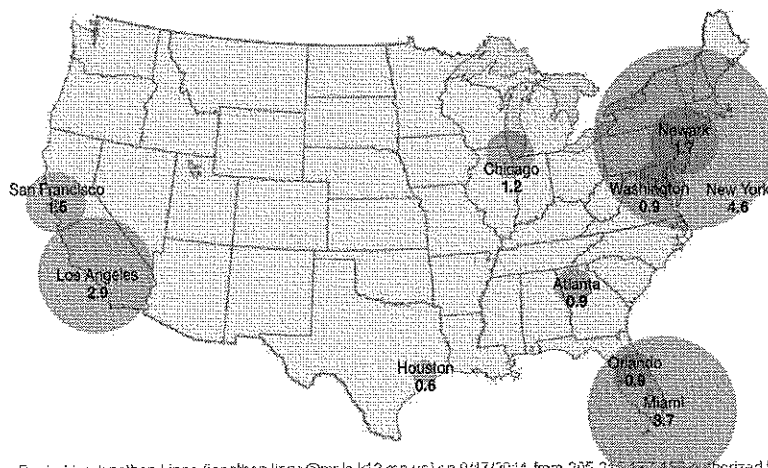 Newark
1.7
Chicago
1.2
San Francisco
1.5
Washington
0.9
New York
4.6
Los Angeles
2.9
Atlanta
0.9
Houston
0.6
Orlando
0.8
Miami
3.7